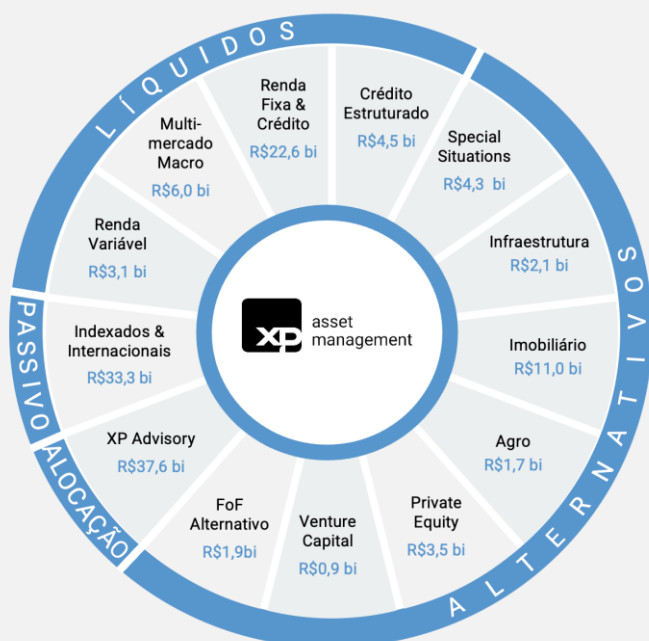 LÍQUIDOS
Renda
Fixa &
Crédito
R$22,6 bi
Crédito
Estruturado
R$4,5 bi
Multi-
mercado
Macro
R$6,0 bi
Special
Situations
R$4,3 bi
Renda
Variável
R$3,1 bi
Infraestrutura
R$2,1 bi
ALTERNATIVOS
PASSIVO
Indexados &
Internacionais
R$33,3 bi
xp asset
management
Imobiliário
R$11,0 bi
ALOCAÇÃO
XP Advisory
R$37,6 bi
Agro
R$1,7 bi
FoF
Alternativo
R$1,9bi
Venture
Capital
R$0,9 bi
Private
Equity
R$3,5 bi